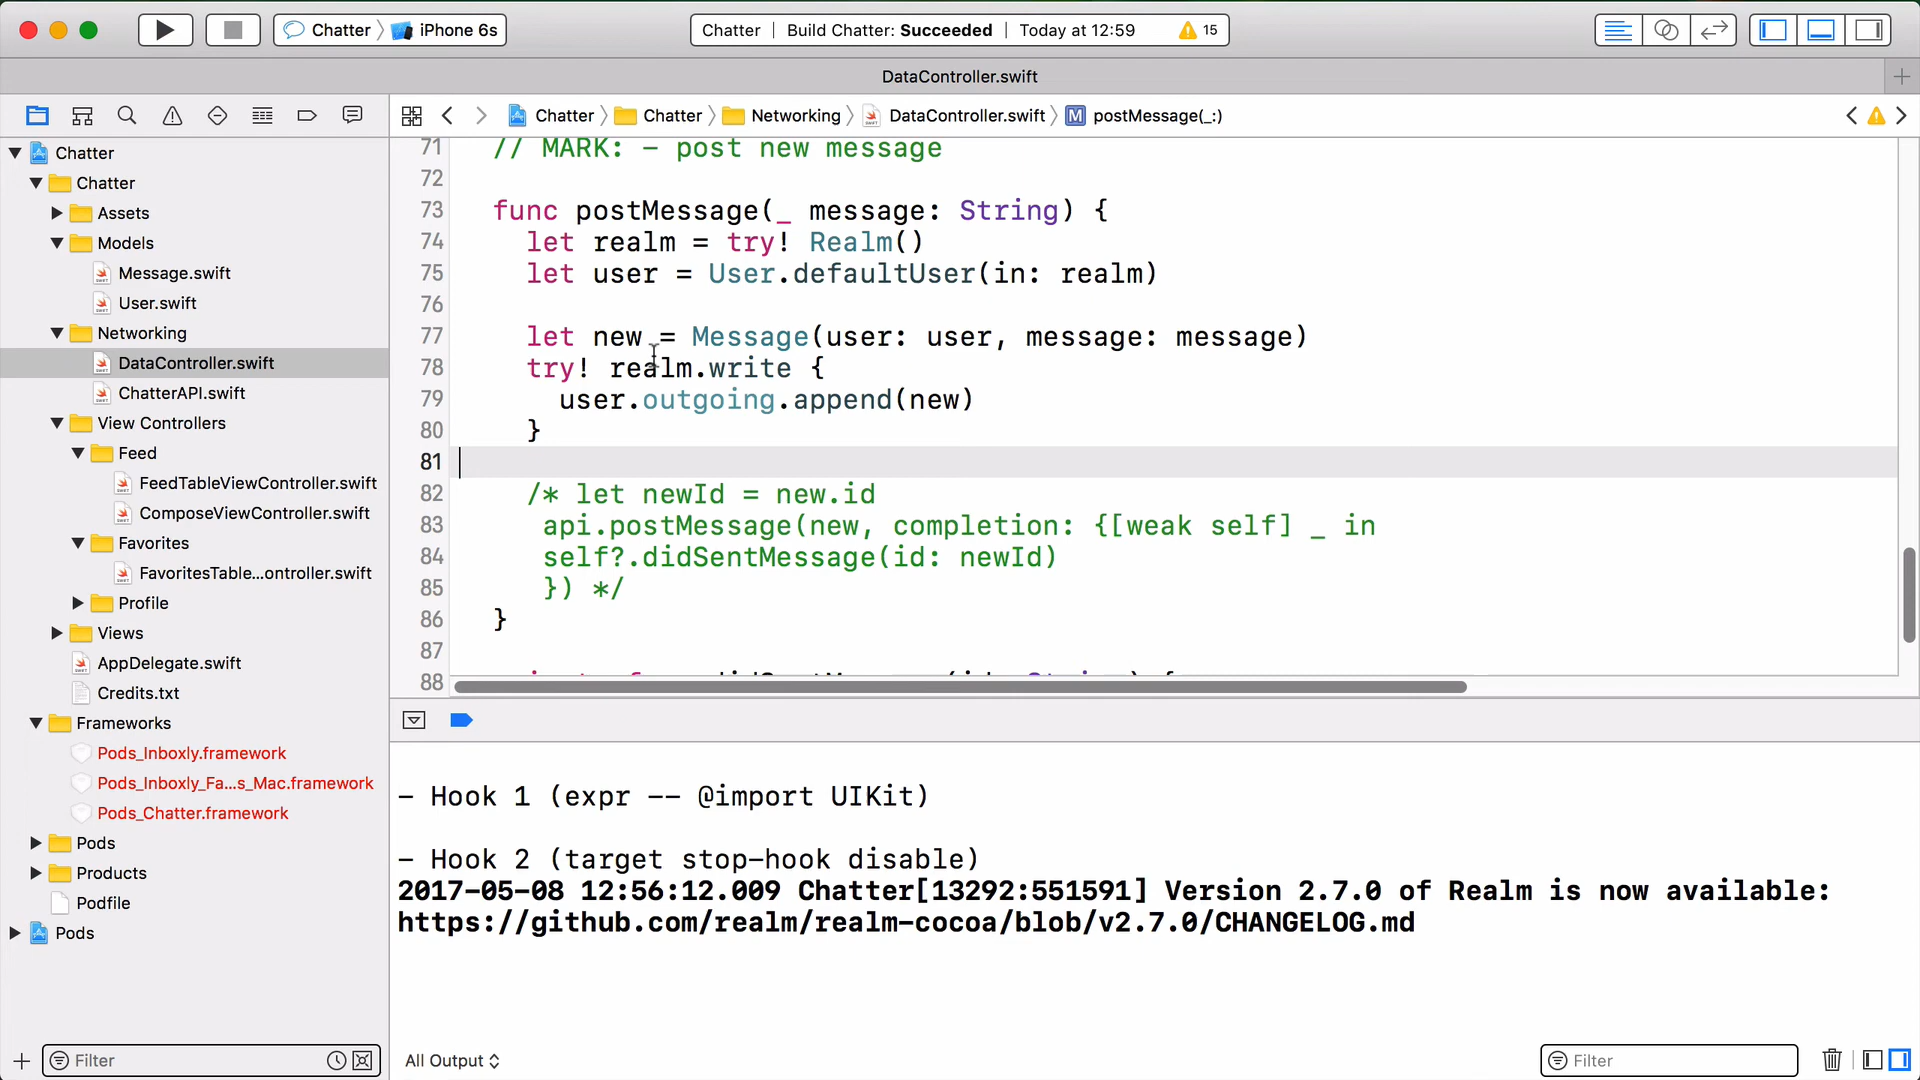 Chatter iPhone 6s
Chatter | Build Chatter: Succeeded | Today at 12:59 15
DataController.swift
Chatter Chatter Networking DataController.swift M postMessage(_:)
Chatter
Chatter
Assets
Models
Message.swift
User.swift
Networking
DataController.swift
ChatterAPI.swift
View Controllers
Feed
FeedTableViewController.swift
ComposeViewController.swift
Favorites
FavoritesTable...ontroller.swift
Profile
Views
AppDelegate.swift
Credits.txt
Frameworks
Pods_Inboxly.framework
Pods_Inboxly_Fa...s_Mac.framework
Pods_Chatter.framework
Pods
Products
Podfile
Pods
Filter
71 // MARK: - post new message
72
73 func postMessage(_ message: String) {
74 let realm = try! Realm()
75 let user = User.defaultUser(in: realm)
76
77 let new = Message(user: user, message: message)
78 try! realm.write {
79 user.outgoing.append(new)
80 }
81
82 /* let newId = new.id
83 api.postMessage(new, completion: {[weak self] _ in
84 self?.didSentMessage(id: newId)
85 }) */
86 }
87
88
- Hook 1 (expr -- @import UIKit)
- Hook 2 (target stop-hook disable)
2017-05-08 12:56:12.009 Chatter[13292:551591] Version 2.7.0 of Realm is now available:
https://github.com/realm/realm-cocoa/blob/v2.7.0/CHANGELOG.md
All Output Filter